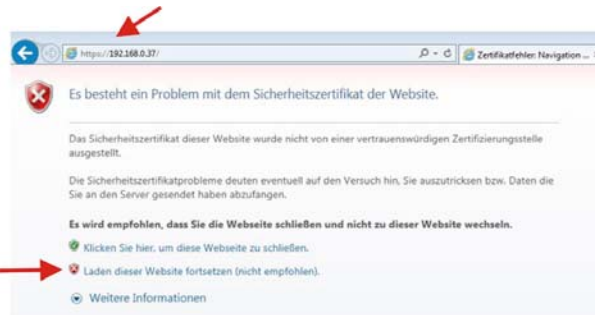 https://192.168.0.37/
Zertifikatfehler: Navigation ...
Es besteht ein Problem mit dem Sicherheitszertifikat der Website.
Das Sicherheitszertifikat dieser Website wurde nicht von einer vertrauenswürdigen Zertifizierungsstelle
ausgestellt.
Die Sicherheitszertifikatprobleme deuten eventuell auf den Versuch hin, Sie auszutricksen bzw. Daten die
Sie an den Server gesendet haben abzufangen.
Es wird empfohlen, dass Sie die Webseite schließen und nicht zu dieser Website wechseln.
Klicken Sie hier, um diese Webseite zu schließen.
Laden dieser Website fortsetzen (nicht empfohlen).
Weitere Informationen